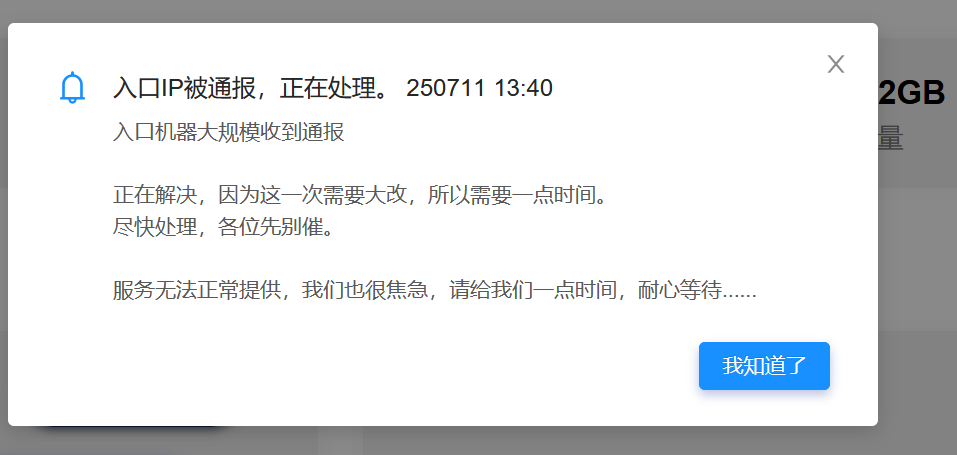 入口IP被通报，正在处理。 250711 13:40
入口机器大规模收到通报
正在解决，因为这一次需要大改，所以需要一点时间。
尽快处理，各位先别催。
服务无法正常提供，我们也很焦急，请给我们一点时间，耐心等待......
我知道了
2GB
量